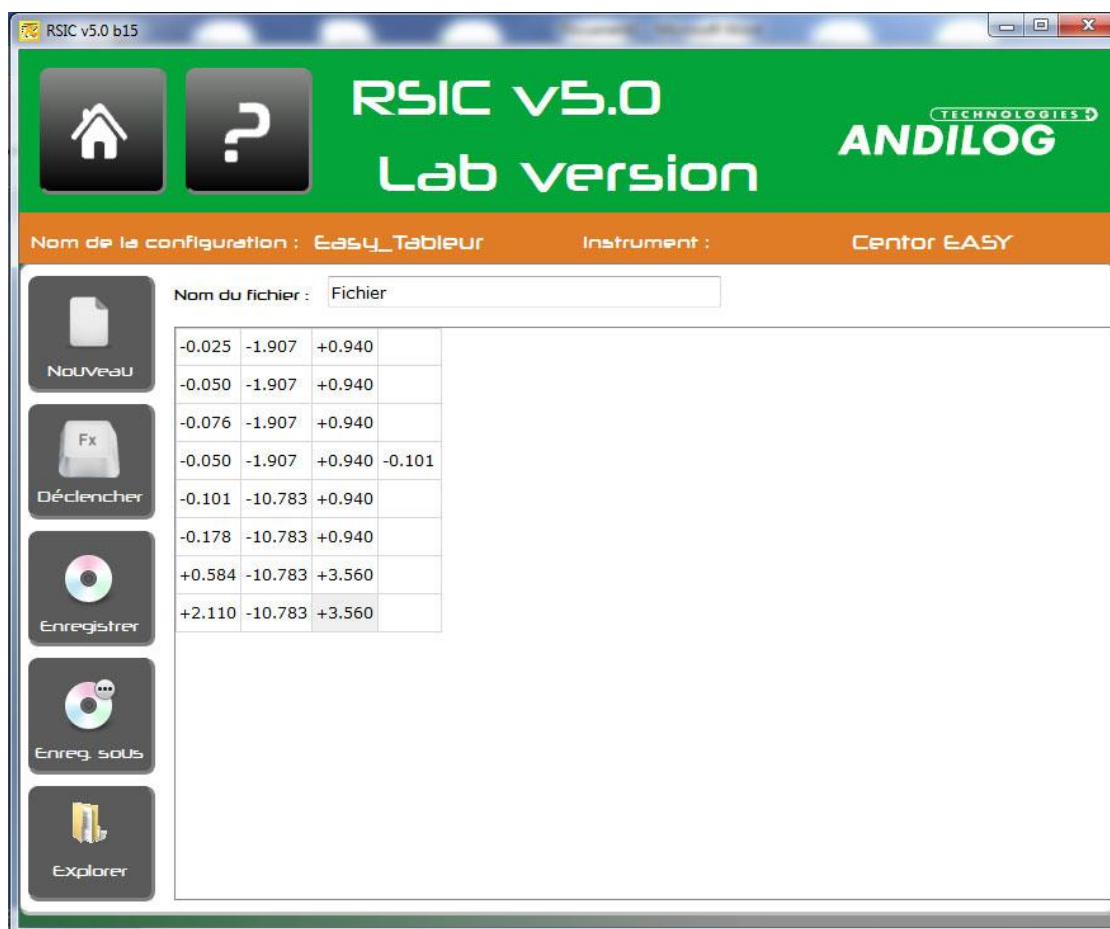 RSIC v5.0 b15
RSIC v5.0
Lab version
TECHNOLOGIES
ANDILOG
Nom de la configuration : Easy_Tableur Instrument : Centor EASY
Nom du fichier : Fichier
Nouveau
Fx
Déclencher
Enregistrer
Enreg. sous
Explorer
-0.025 -1.907 +0.940
-0.050 -1.907 +0.940
-0.076 -1.907 +0.940
-0.050 -1.907 +0.940 -0.101
-0.101 -10.783 +0.940
-0.178 -10.783 +0.940
+0.584 -10.783 +3.560
+2.110 -10.783 +3.560